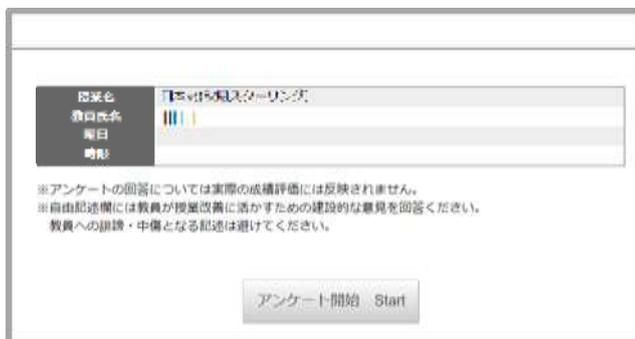 授業名
教員氏名
曜日
時限
※アンケートの回答については実際の成績評価には反映されません。
※自由記述欄には教員が授業改善に活かすための建設的な意見を回答ください。
教員への誹謗・中傷となる記述は避けてください。
アンケート開始 Start